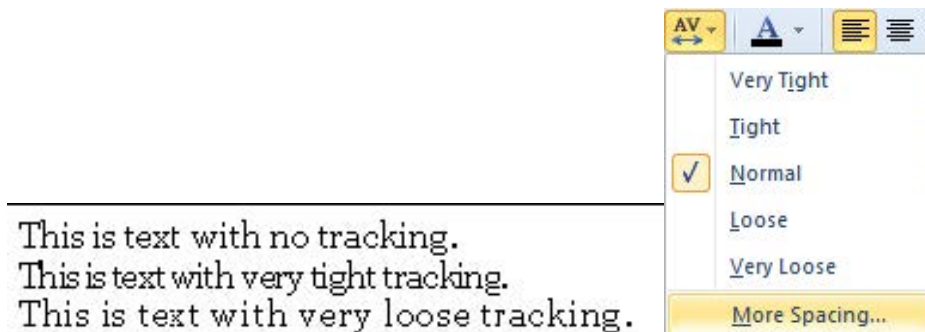 This is text with no tracking.
This is text with very tight tracking.
This is text with very loose tracking.
AV
A
Very Tight
Tight
Normal
Loose
Very Loose
More Spacing...